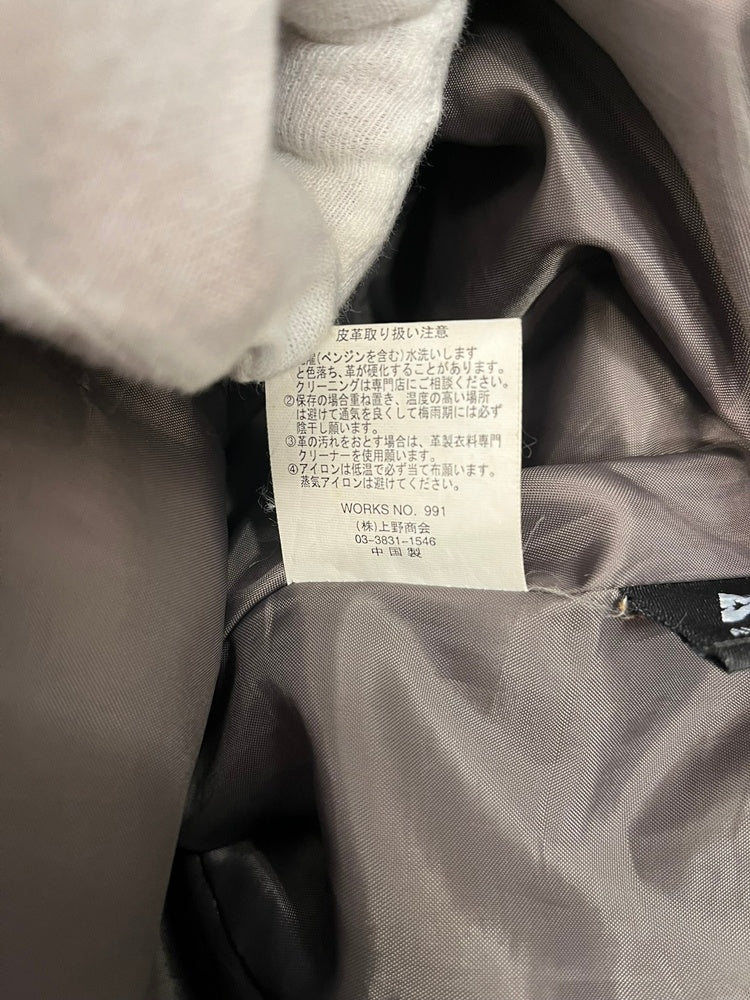 皮革取り扱い注意
濯(ベンジンを含む)水洗いします
と色落ち、革が硬化することがあります。
クリーニングは専門店にご相談ください。
②保存の場合重ね置き、温度の高い場所
は避けて通気を良くして梅雨期には必ず
陰干し願います。
③革の汚れをおとす場合は、革製衣料専門
クリーナーを使用願います。
④アイロンは低温で必ず当て布願います。
蒸気アイロンは避けてください。
WORKS NO. 991
(株)上野商会
03-3831-1546
中国製